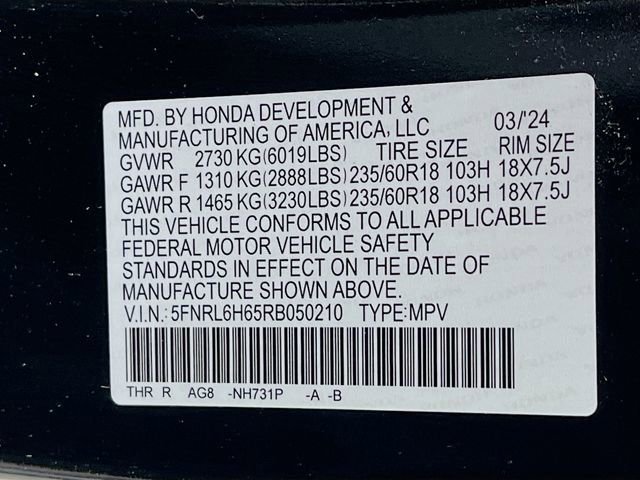 MFD. BY HONDA DEVELOPMENT &
MANUFACTURING OF AMERICA, LLC 03/'24
GVWR 2730 KG (6019LBS) TIRE SIZE RIM SIZE
GAWR F 1310 KG (2888LBS) 235/60R18 103H 18X7.5J
GAWR R 1465 KG (3230LBS) 235/60R18 103H 18X7.5J
THIS VEHICLE CONFORMS TO ALL APPLICABLE
FEDERAL MOTOR VEHICLE SAFETY
STANDARDS IN EFFECT ON THE DATE OF
MANUFACTURE SHOWN ABOVE.
V.I.N.: 5FNRL6H65RB050210 TYPE: MPV
THR R AG8 -NH731P -A -B